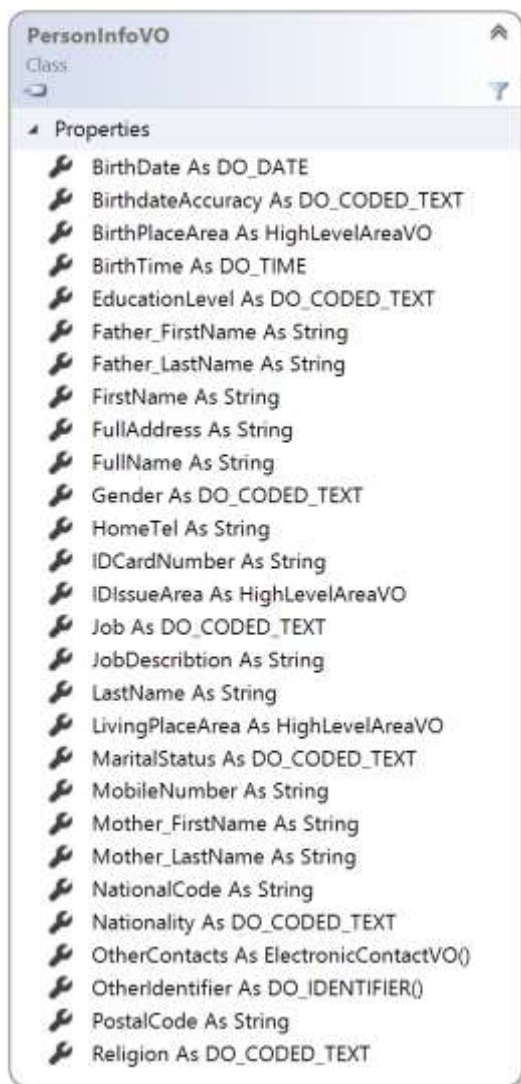 PersonInfoVO
Class
Properties
BirthDate As DO_DATE
BirthdateAccuracy As DO_CODED_TEXT
BirthPlaceArea As HighLevelAreaVO
BirthTime As DO_TIME
EducationLevel As DO_CODED_TEXT
Father_FirstName As String
Father_LastName As String
FirstName As String
FullAddress As String
FullName As String
Gender As DO_CODED_TEXT
HomeTel As String
IDCardNumber As String
IDIssueArea As HighLevelAreaVO
Job As DO_CODED_TEXT
JobDescribtion As String
LastName As String
LivingPlaceArea As HighLevelAreaVO
MaritalStatus As DO_CODED_TEXT
MobileNumber As String
Mother_FirstName As String
Mother_LastName As String
NationalCode As String
Nationality As DO_CODED_TEXT
OtherContacts As ElectronicContactVO()
OtherIdentifier As DO_IDENTIFIER()
PostalCode As String
Religion As DO_CODED_TEXT